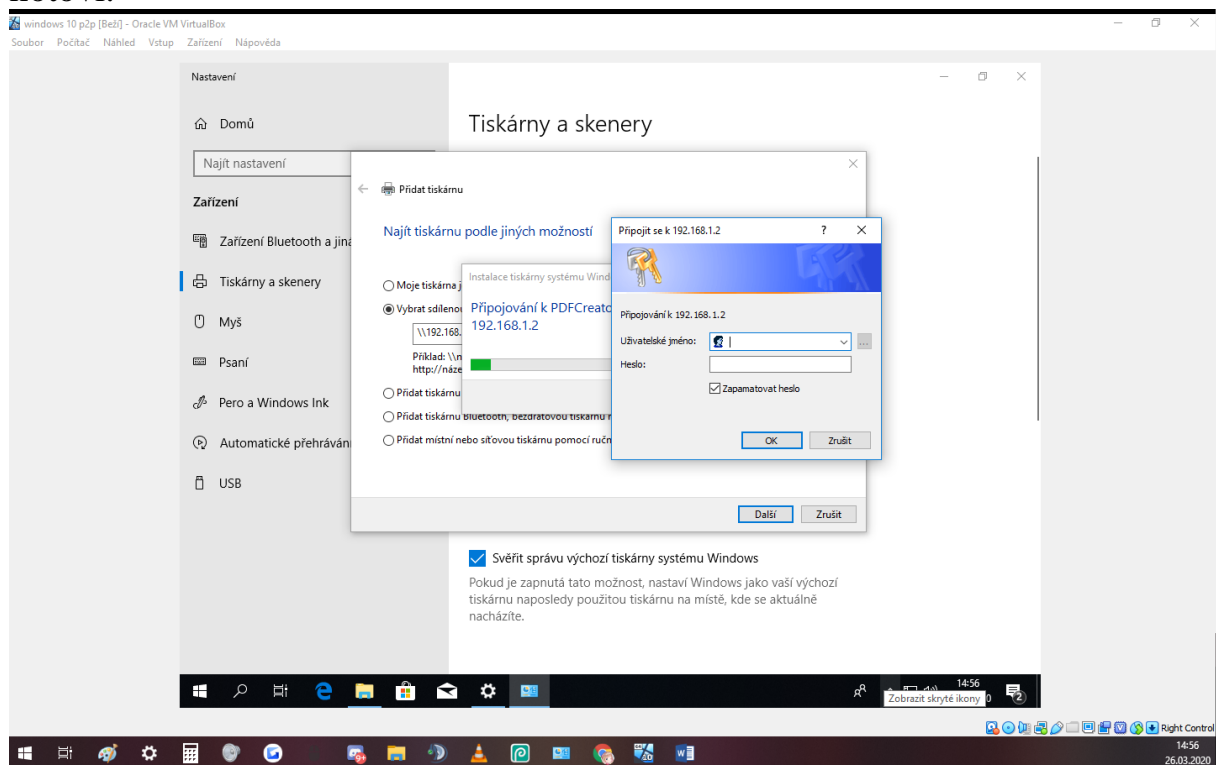 windows 10 p2p [Beží] - Oracle VM VirtualBox
Soubor Počítač Náhled Vstup Zařízení Nápověda
Nastavení
Domů
Najít nastavení
Zařízení
Zařízení Bluetooth a jiná
Tiskárny a skenery
Myš
Psaní
Pero a Windows Ink
Automatické přehrávání
USB
Tiskárny a skenery
Přidat tiskárnu
Najít tiskárnu podle jiných možností
Moje tiskárna j
Vybrat sdíleno
\\192.168.
Příklad: \\n
http://náze
Přidat tiskárnu
Přidat tiskárnu Bluetooth, bezdrátovou tiskárnu
Přidat místní nebo síťovou tiskárnu pomocí ručn
Další Zrušit
Instalace tiskárny systému Wind
Připojování k PDFCreato
192.168.1.2
Připojit se k 192.168.1.2 ?
Připojování k 192.168.1.2
Uživatelské jméno:
...
Heslo:
Zapamatovat heslo
OK Zrušit
Svěřit správu výchozí tiskárny systému Windows
Pokud je zapnutá tato možnost, nastaví Windows jako vaší výchozí
tiskárnu naposledy použitou tiskárnu na místě, kde se aktuálně
nacházíte.
14:56
Zobrazit skryté ikony
2
Right Control
14:56
26.03.2020